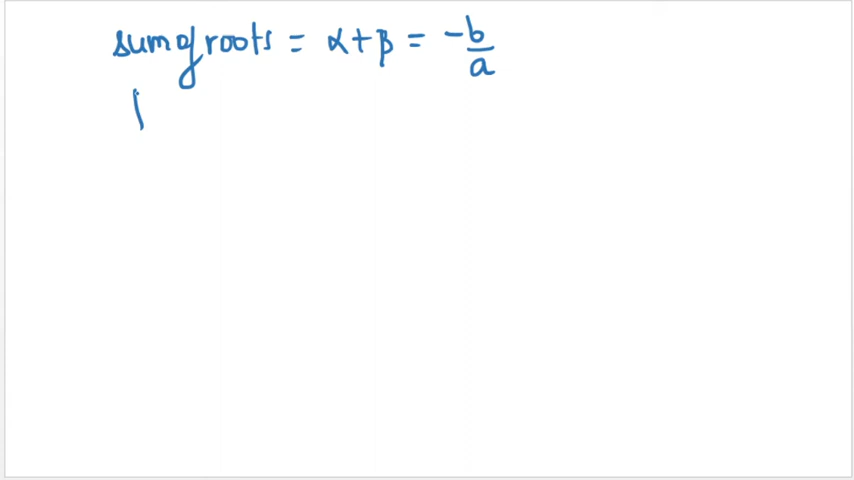 sum of roots = α+β = -b/a